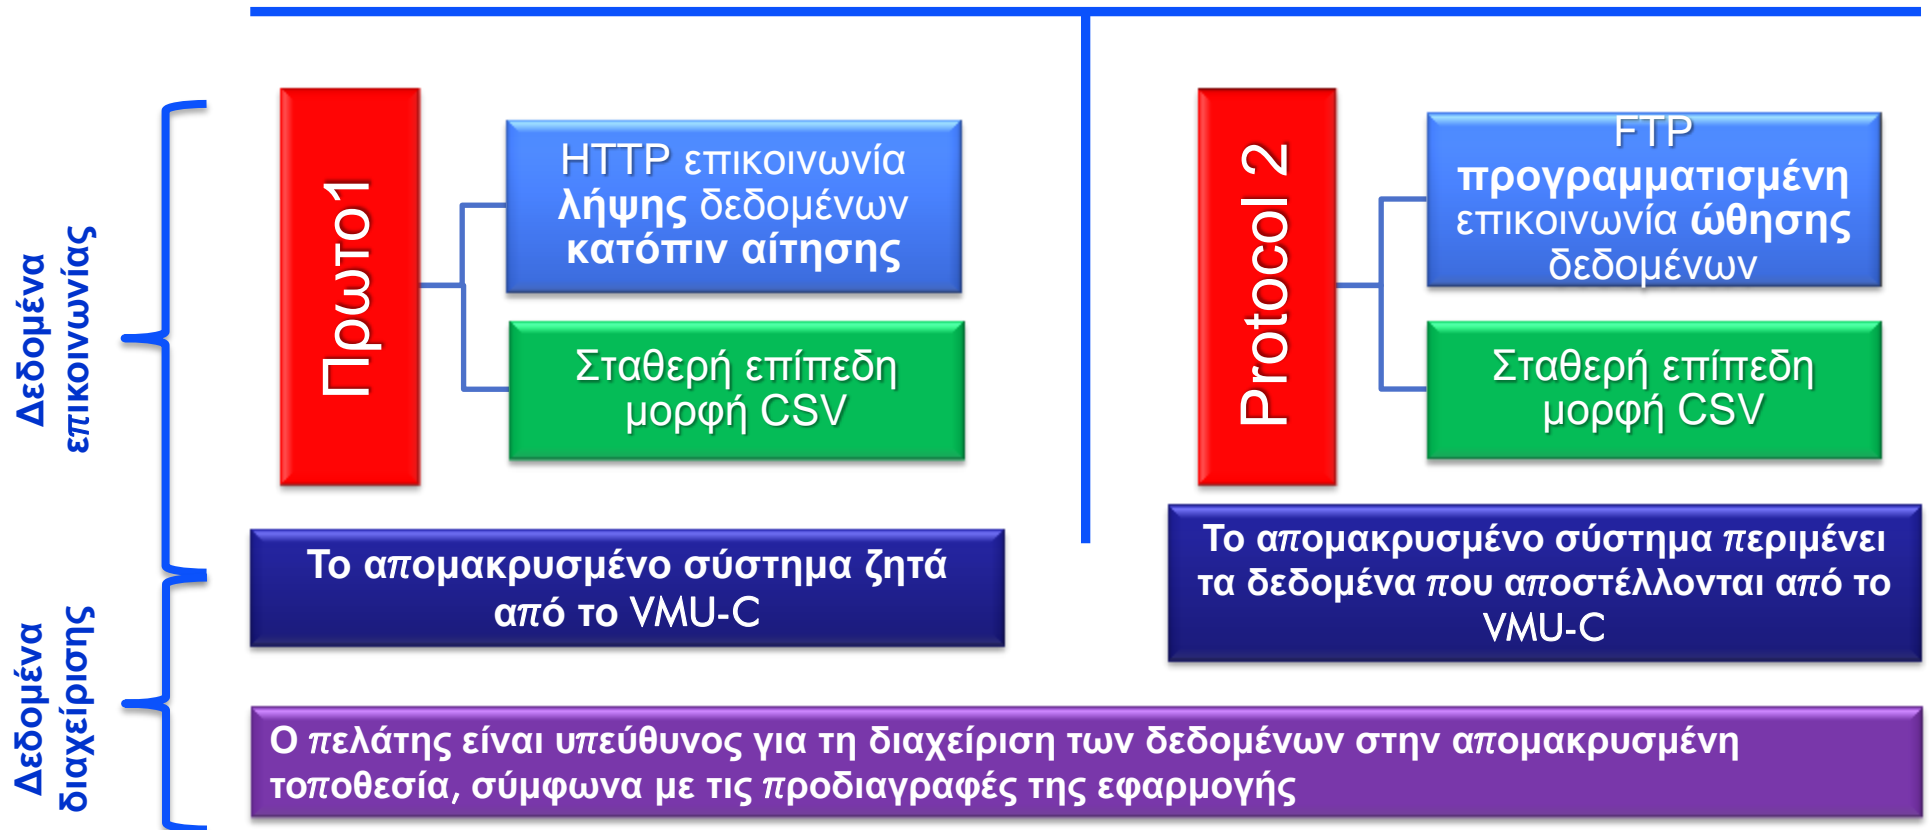 Δεδομένα
επικοινωνίας
Πρωτο1
HTTP επικοινωνία
λήψης δεδομένων
κατόπιν αίτησης
Σταθερή επίπεδη
μορφή CSV
Το απομακρυσμένο σύστημα ζητά
από το VMU-C
Protocol 2
FTP
προγραμματισμένη
επικοινωνία ώθησης
δεδομένων
Σταθερή επίπεδη
μορφή CSV
Το απομακρυσμένο σύστημα περιμένει
τα δεδομένα που αποστέλλονται από το
VMU-C
Δεδομένα
διαχείρισης
Ο πελάτης είναι υπεύθυνος για τη διαχείριση των δεδομένων στην απομακρυσμένη
τοποθεσία, σύμφωνα με τις προδιαγραφές της εφαρμογής